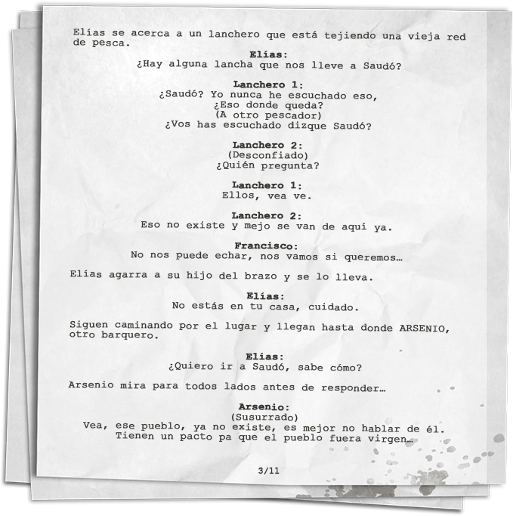 Elías se acerca a un lanchero que está tejiendo una vieja red
de pesca.
Elías:
¿Hay alguna lancha que nos lleve a Saudó?
Lanchero 1:
¿Saudó? Yo nunca he escuchado eso,
¿Eso donde queda?
(A otro pescador)
¿Vos has escuchado dizque Saudó?
Lanchero 2:
(Desconfiado)
¿Quién pregunta?
Lanchero 1:
Ellos, vea ve.
Lanchero 2:
Eso no existe y mejo se van de aquí ya.
Francisco:
No nos puede echar, nos vamos si queremos…
Elías agarra a su hijo del brazo y se lo lleva.
Elías:
No estás en tu casa, cuidado.
Siguen caminando por el lugar y llegan hasta donde ARSENIO,
otro barquero.
Elías:
¿Quiero ir a Saudó, sabe cómo?
Arsenio mira para todos lados antes de responder…
Arsenio:
(Susurrado)
Vea, ese pueblo, ya no existe, es mejor no hablar de él.
Tienen un pacto pa que el pueblo fuera virgen…
3/11